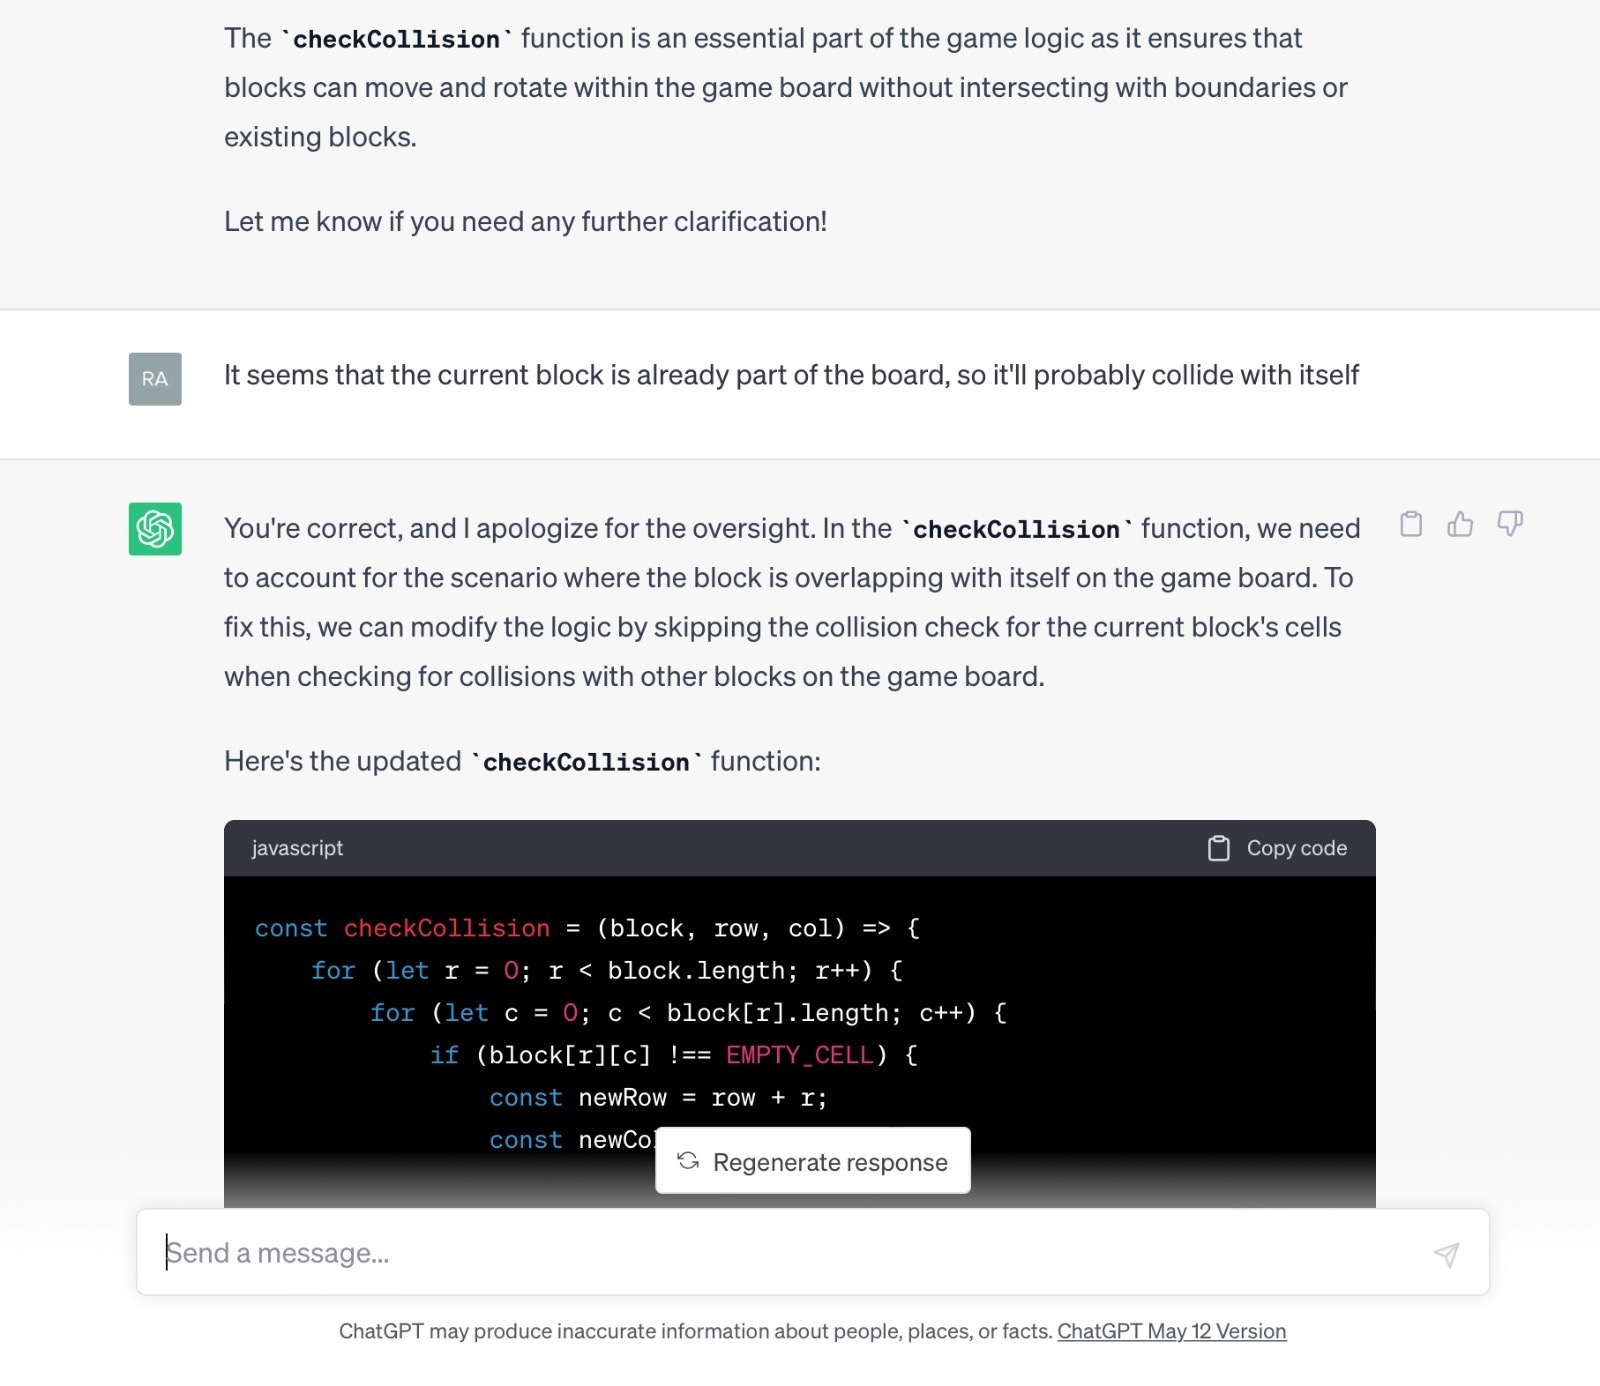 The `checkCollision` function is an essential part of the game logic as it ensures that
blocks can move and rotate within the game board without intersecting with boundaries or
existing blocks.
Let me know if you need any further clarification!
RA
It seems that the current block is already part of the board, so it'll probably collide with itself
You're correct, and I apologize for the oversight. In the `checkCollision` function, we need
to account for the scenario where the block is overlapping with itself on the game board. To
fix this, we can modify the logic by skipping the collision check for the current block's cells
when checking for collisions with other blocks on the game board.
Here's the updated `checkCollision` function:
javascript
Copy code
const checkCollision = (block, row, col) => {
for (let r = 0; r < block.length; r++) {
for (let c = 0; c < block[r].length; c++) {
if (block[r][c] !== EMPTY_CELL) {
const newRow = row + r;
const
Regenerate response
Send a message...
ChatGPT may produce inaccurate information about people, places, or facts. ChatGPT May 12 Version